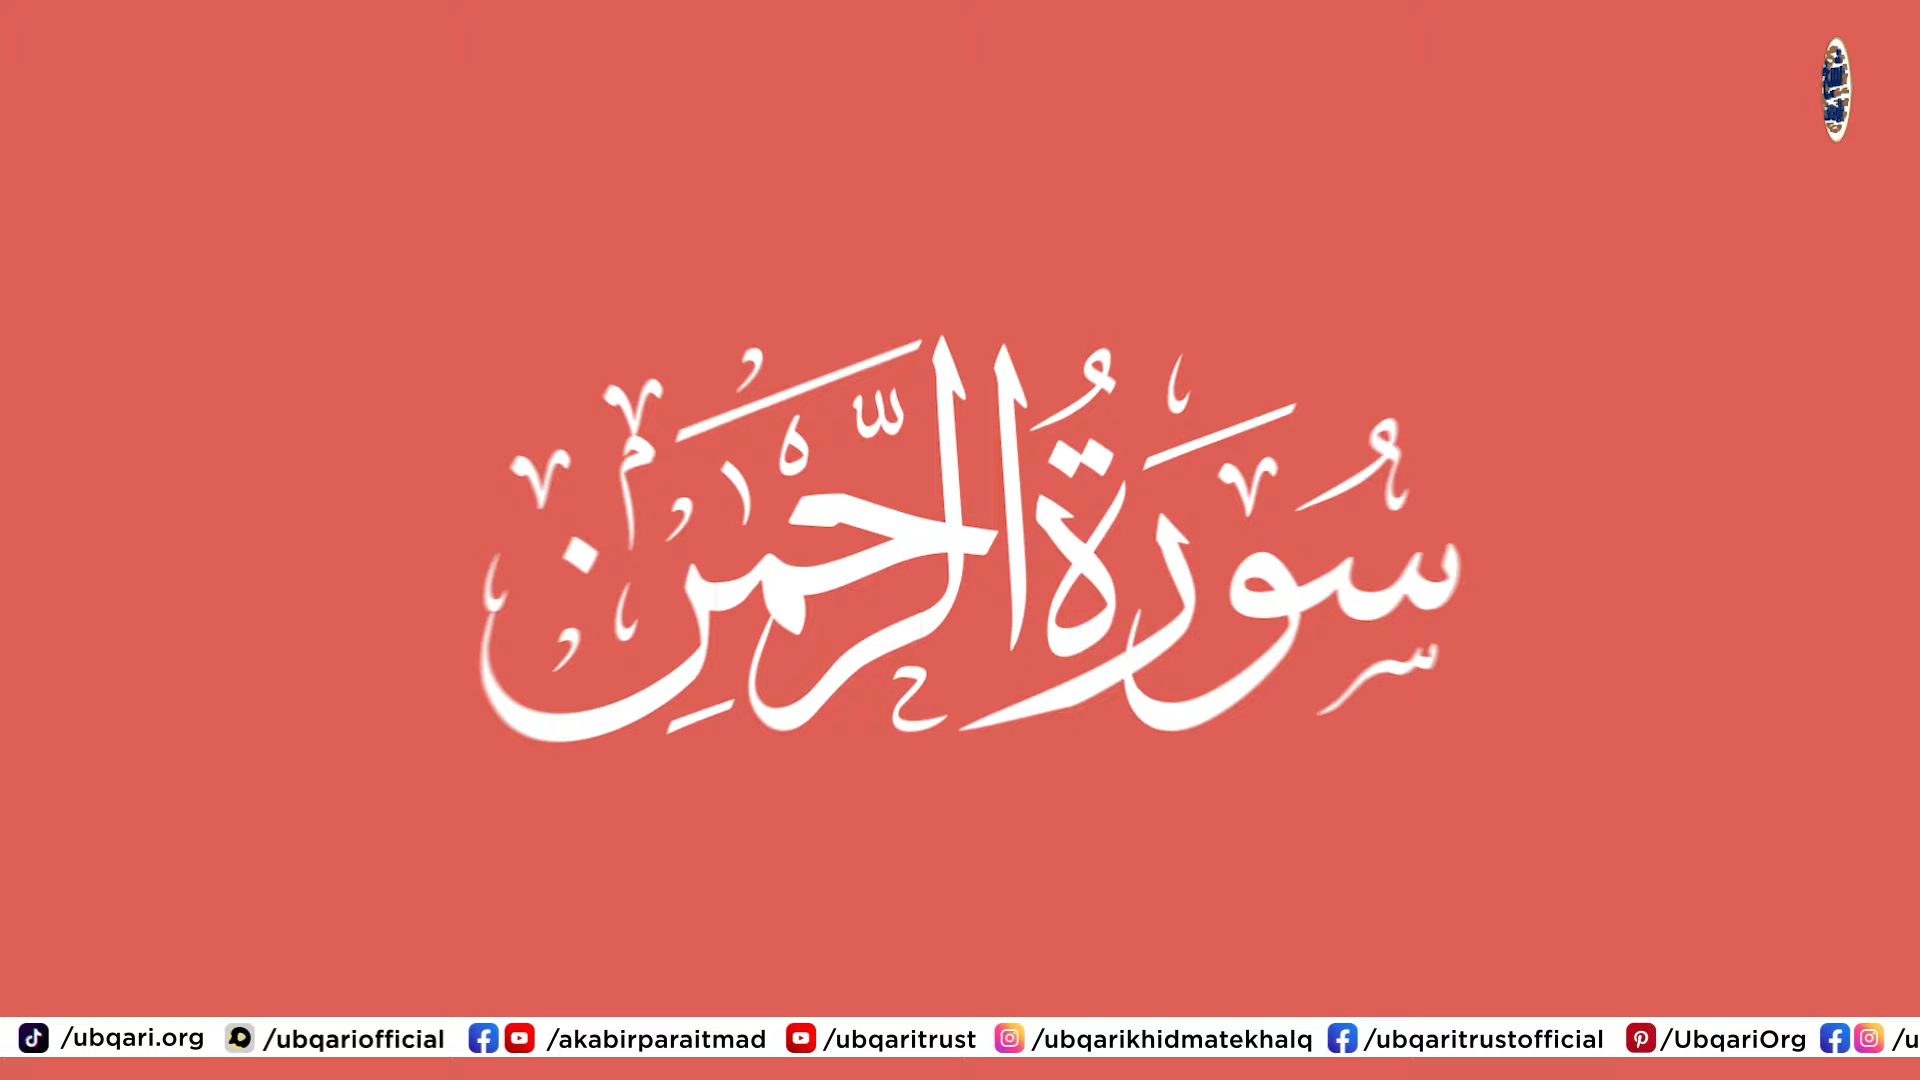 سُورَةُ الرَّحْمٰنِ
/ubqari.org /ubqariofficial /akabirparaitmad /ubqaritrust /ubqarikhidmatekhalq /ubqaritrustofficial /UbqariOrg /u